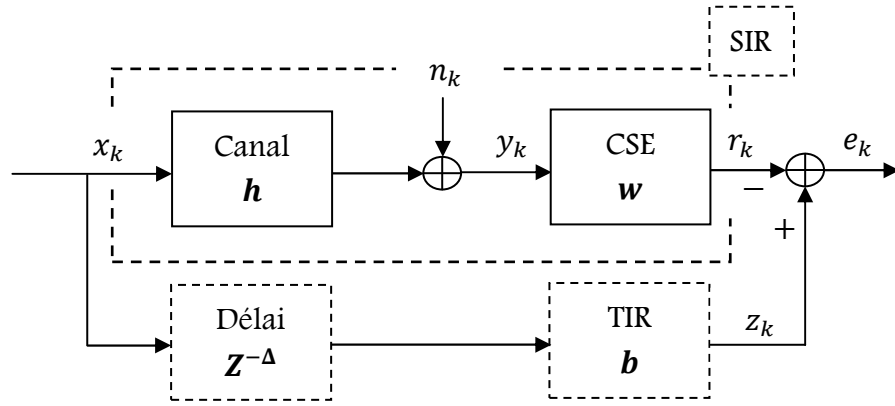 SIR
n_k
x_k
Canal
h
y_k
CSE
w
r_k
e_k
−
+
Délai
Z^{-Δ}
TIR
b
z_k